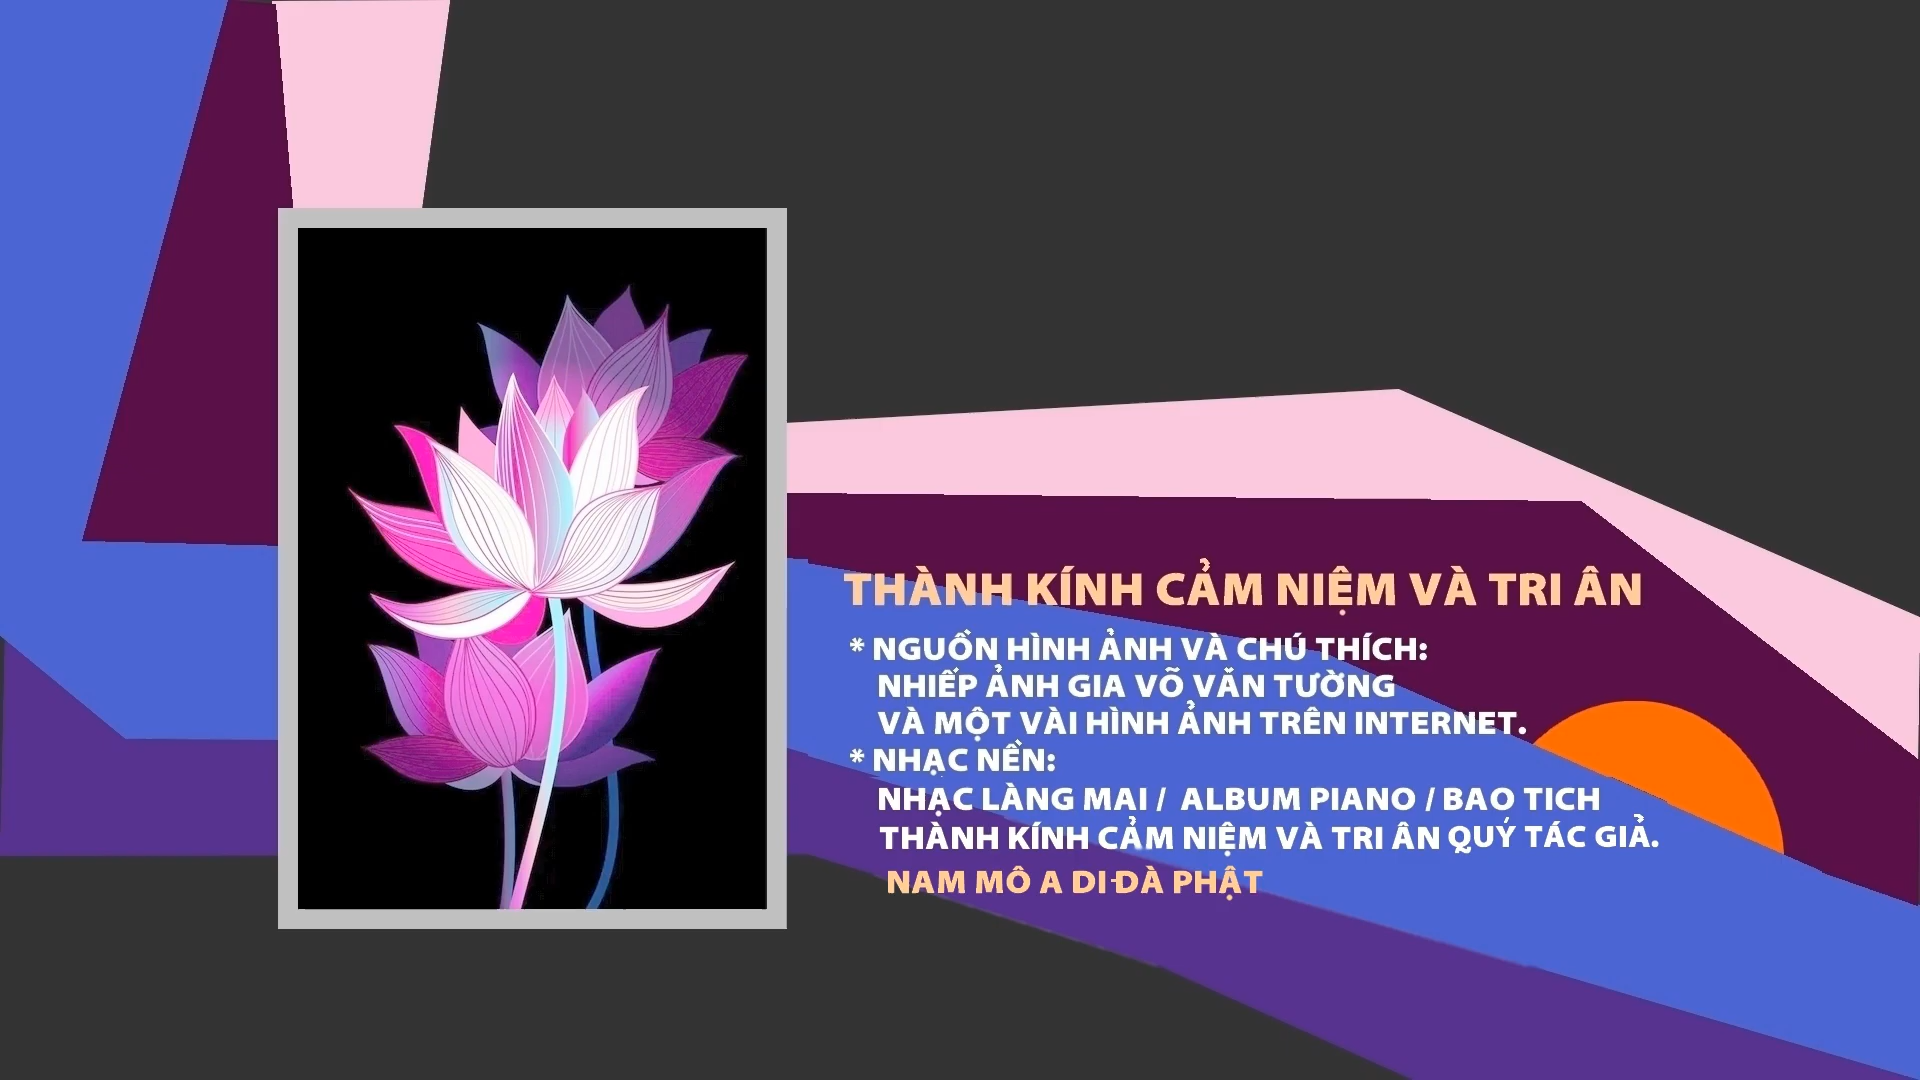 THÀNH KÍNH CẢM NIỆM VÀ TRI ÂN
* NGUỒN HÌNH ẢNH VÀ CHÚ THÍCH:
NHIẾP ẢNH GIA VÕ VĂN TƯỜNG
VÀ MỘT VÀI HÌNH ẢNH TRÊN INTERNET.
* NHẠC NỀN:
NHẠC LÀNG MAI / ALBUM PIANO / BAO TICH
THÀNH KÍNH CẢM NIỆM VÀ TRI ÂN QUÝ TÁC GIẢ.
NAM MÔ A DI ĐÀ PHẬT